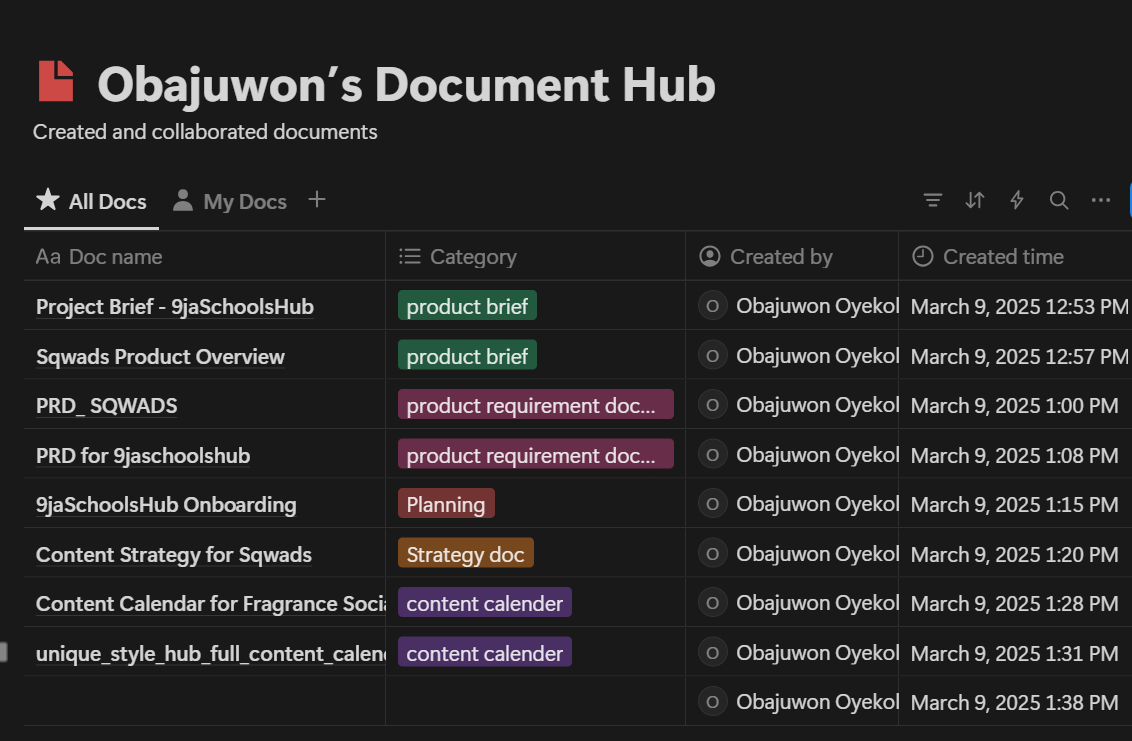 Obajuwon’s Document Hub
Created and collaborated documents
All Docs My Docs
Aa Doc name Category Created by Created time
Project Brief - 9jaSchoolsHub product brief O Obajuwon Oyekol March 9, 2025 12:53 PM
Sqwads Product Overview product brief O Obajuwon Oyekol March 9, 2025 12:57 PM
PRD_ SQWADS product requirement doc... O Obajuwon Oyekol March 9, 2025 1:00 PM
PRD for 9jaschoolshub product requirement doc... O Obajuwon Oyekol March 9, 2025 1:08 PM
9jaSchoolsHub Onboarding Planning O Obajuwon Oyekol March 9, 2025 1:15 PM
Content Strategy for Sqwads Strategy doc O Obajuwon Oyekol March 9, 2025 1:20 PM
Content Calendar for Fragrance Socia content calender O Obajuwon Oyekol March 9, 2025 1:28 PM
unique_style_hub_full_content_calen content calender O Obajuwon Oyekol March 9, 2025 1:31 PM
O Obajuwon Oyekol March 9, 2025 1:38 PM